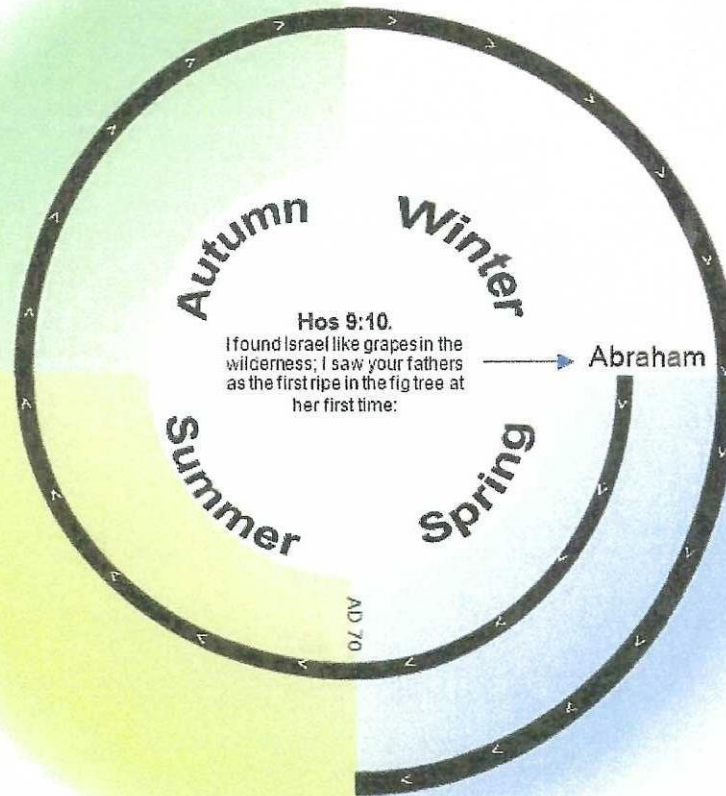 Autumn
Winter
Hos 9:10.
I found Israel like grapes in the
wilderness; I saw your fathers
as the first ripe in the fig tree at
her first time:
Abraham
Summer
Spring
AD 70